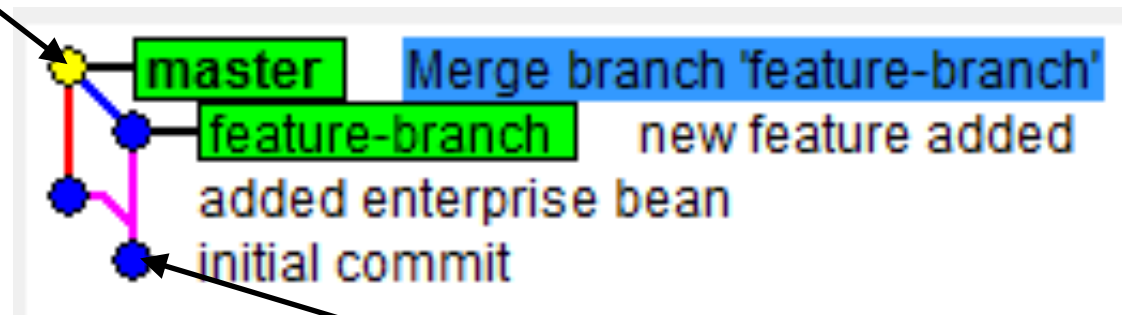 master Merge branch 'feature-branch'
feature-branch new feature added
added enterprise bean
initial commit